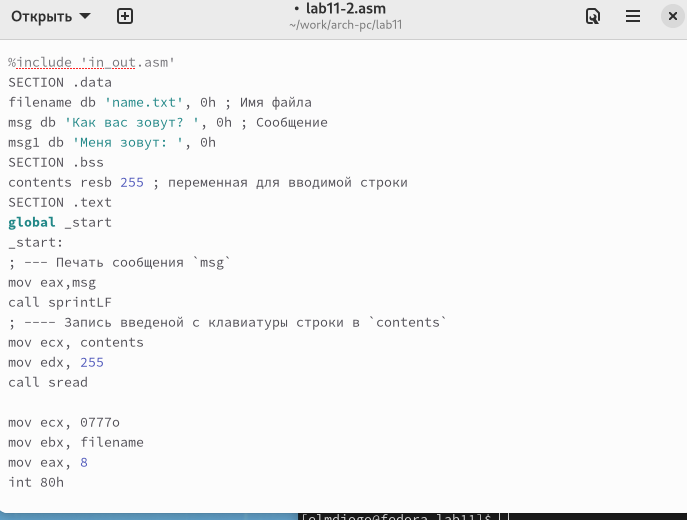 Открыть
• lab11-2.asm
~/work/arch-pc/lab11
%include 'in_out.asm'
SECTION .data
filename db 'name.txt', 0h ; Имя файла
msg db 'Как вас зовут? ', 0h ; Сообщение
msg1 db 'Меня зовут: ', 0h
SECTION .bss
contents resb 255 ; переменная для вводимой строки
SECTION .text
global _start
_start:
; --- Печать сообщения `msg`
mov eax,msg
call sprintLF
; ---- Запись введеной с клавиатуры строки в `contents`
mov ecx, contents
mov edx, 255
call sread
mov ecx, 0777o
mov ebx, filename
mov eax, 8
int 80h
[elmdiego@fedora lab11]$